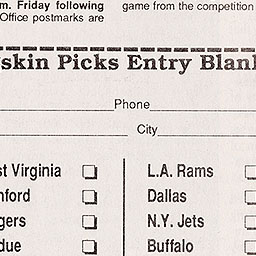 m. Friday following
Office postmarks are
game from the competition
skin Picks Entry Blan
Phone
City
st Virginia
L.A. Rams
nford
Dallas
gers
N.Y. Jets
due
Buffalo